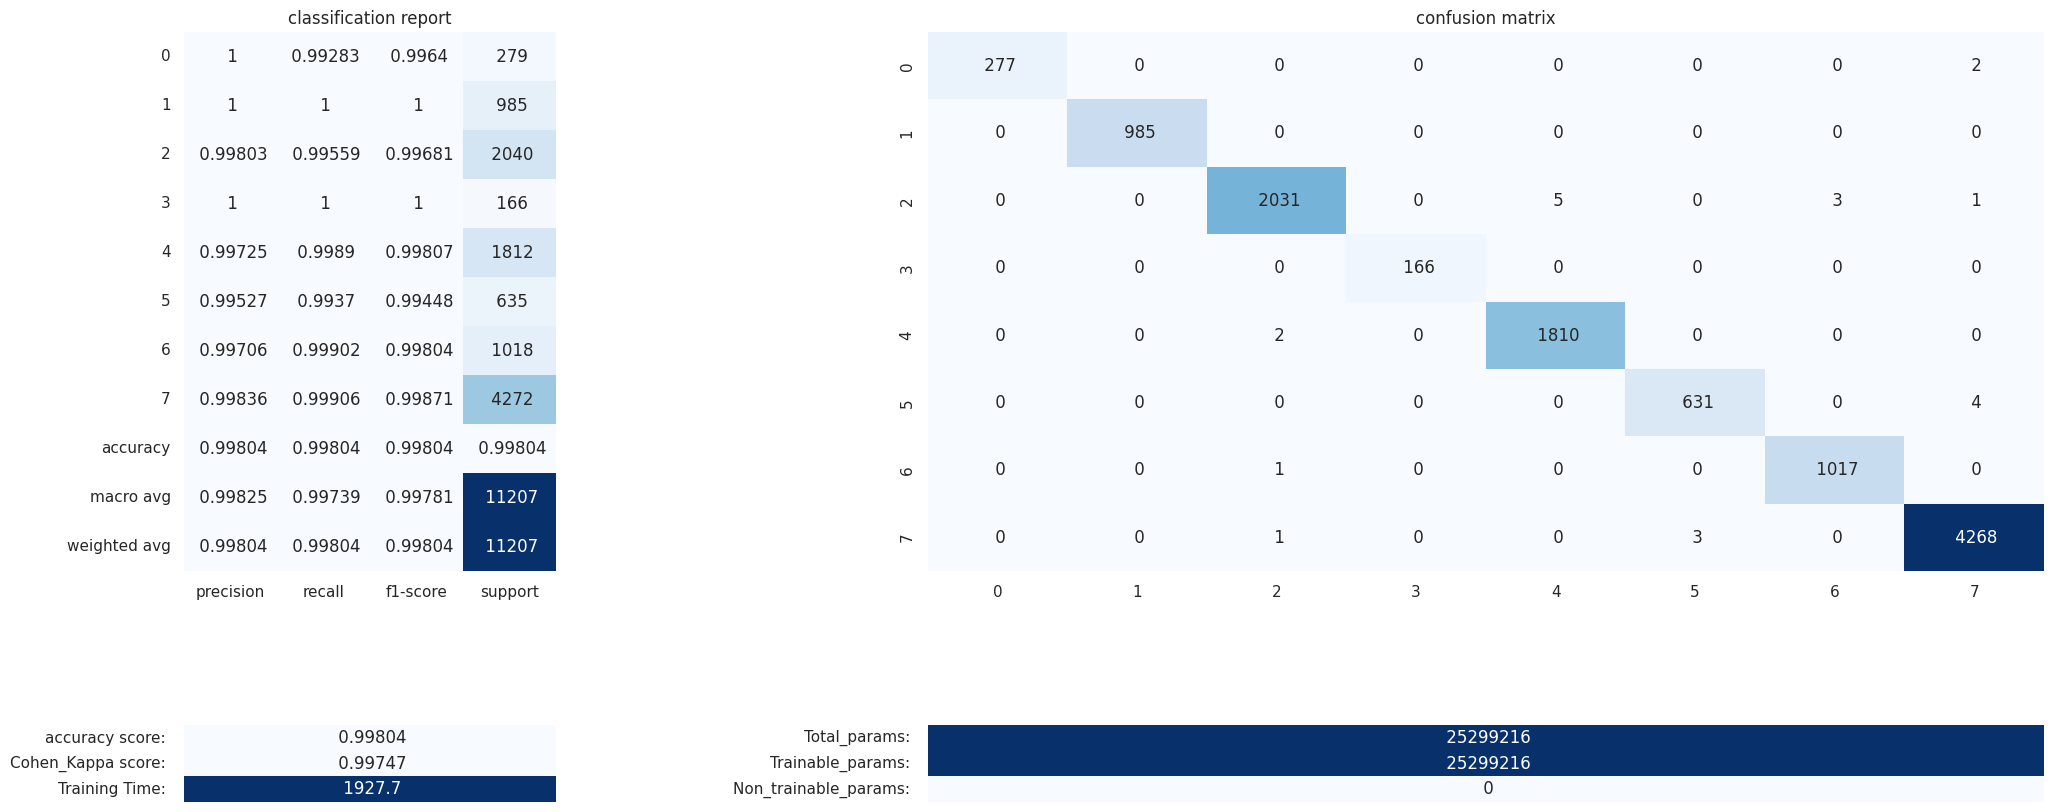 classification report
0 1 0.99283 0.9964 279
1 1 1 1 985
2 0.99803 0.99559 0.99681 2040
3 1 1 1 166
4 0.99725 0.9989 0.99807 1812
5 0.99527 0.9937 0.99448 635
6 0.99706 0.99902 0.99804 1018
7 0.99836 0.99906 0.99871 4272
accuracy 0.99804 0.99804 0.99804 0.99804
macro avg 0.99825 0.99739 0.99781 11207
weighted avg 0.99804 0.99804 0.99804 11207
precision recall f1-score support
confusion matrix
0 277 0 0 0 0 0 0 2
1 0 985 0 0 0 0 0 0
2 0 0 2031 0 5 0 3 1
3 0 0 0 166 0 0 0 0
4 0 0 2 0 1810 0 0 0
5 0 0 0 0 0 631 0 4
6 0 0 1 0 0 0 1017 0
7 0 0 1 0 0 3 0 4268
0 1 2 3 4 5 6 7
accuracy score: 0.99804
Cohen_Kappa score: 0.99747
Training Time: 1927.7
Total_params: 25299216
Trainable_params: 25299216
Non_trainable_params: 0